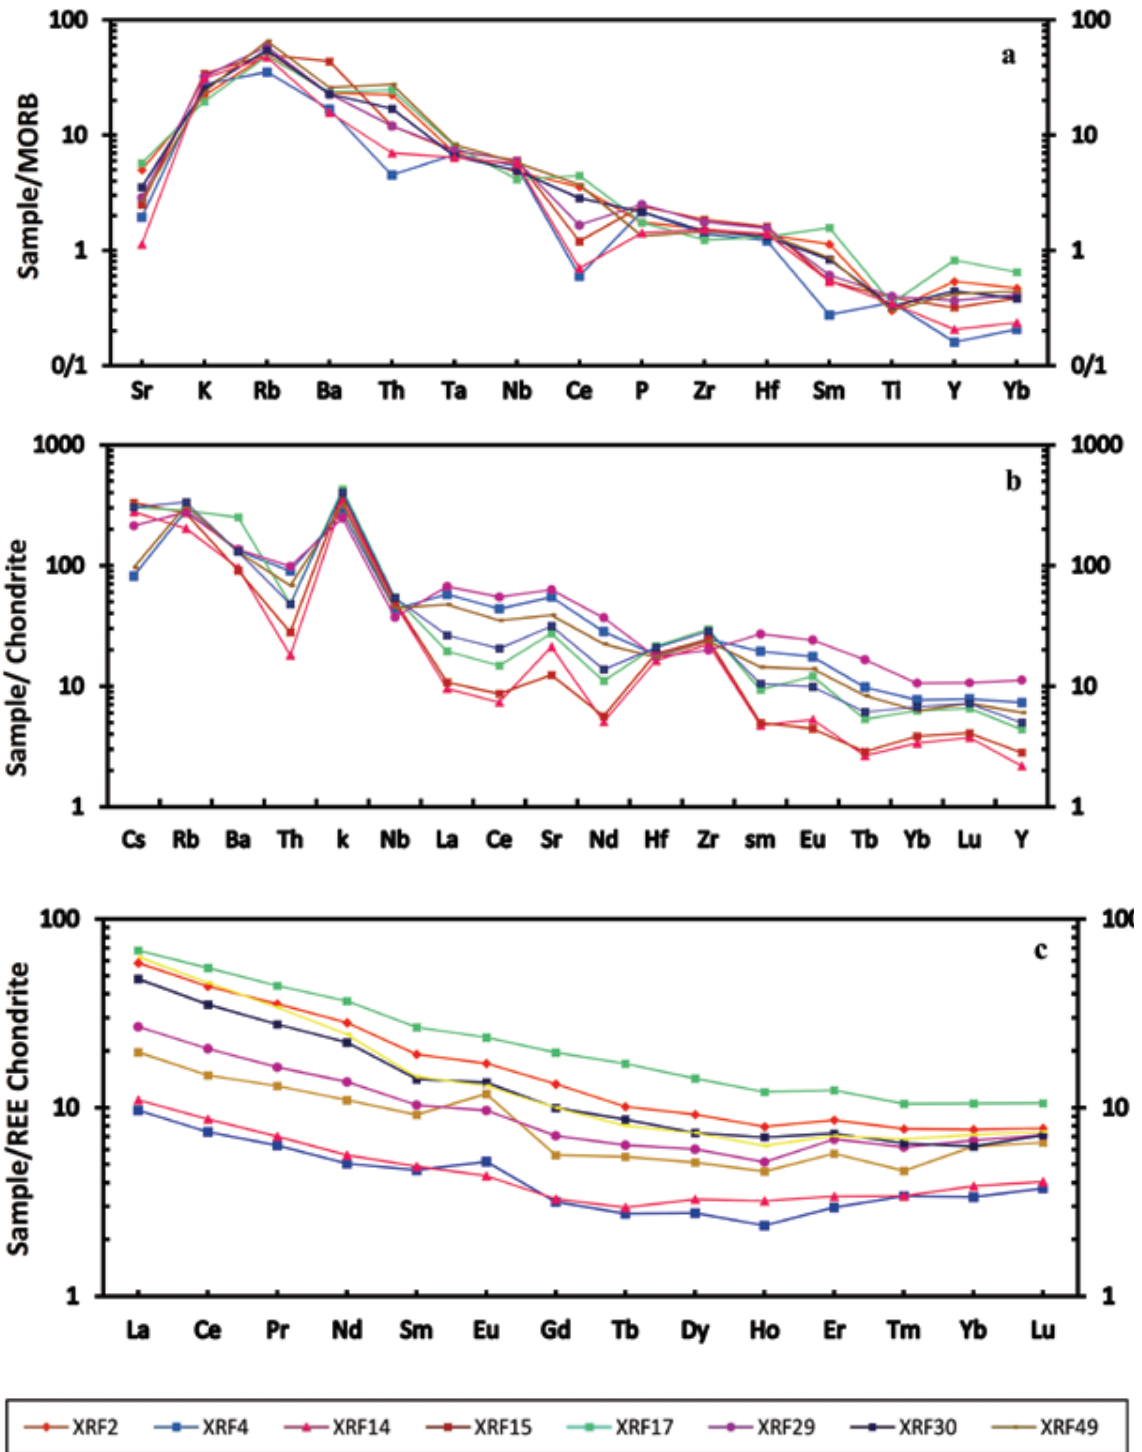 100 100
a
10 10
Sample/MORB
1 1
0/1 0/1
Sr K Rb Ba Th Ta Nb Ce P Zr Hf Sm Ti Y Yb
1000 1000
b
100 100
Sample/ Chondrite
10 10
1 1
Cs Rb Ba Th k Nb La Ce Sr Nd Hf Zr sm Eu Tb Yb Lu Y
100 100
c
Sample/REE Chondrite
10 10
1 1
La Ce Pr Nd Sm Eu Gd Tb Dy Ho Er Tm Yb Lu
XRF2 XRF4 XRF14 XRF15 XRF17 XRF29 XRF30 XRF49